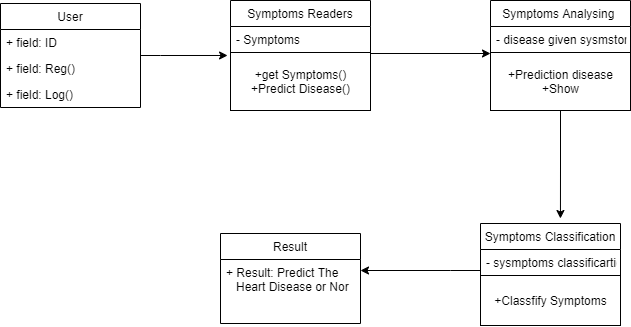 User
+ field: ID
+ field: Reg()
+ field: Log()
Symptoms Readers
- Symptoms
+get Symptoms()
+Predict Disease()
Symptoms Analysing
- disease given sysmstor
+Prediction disease
+Show
Symptoms Classification
- sysmptoms classificarti
+Classfify Symptoms
Result
+ Result: Predict The
Heart Disease or Nor